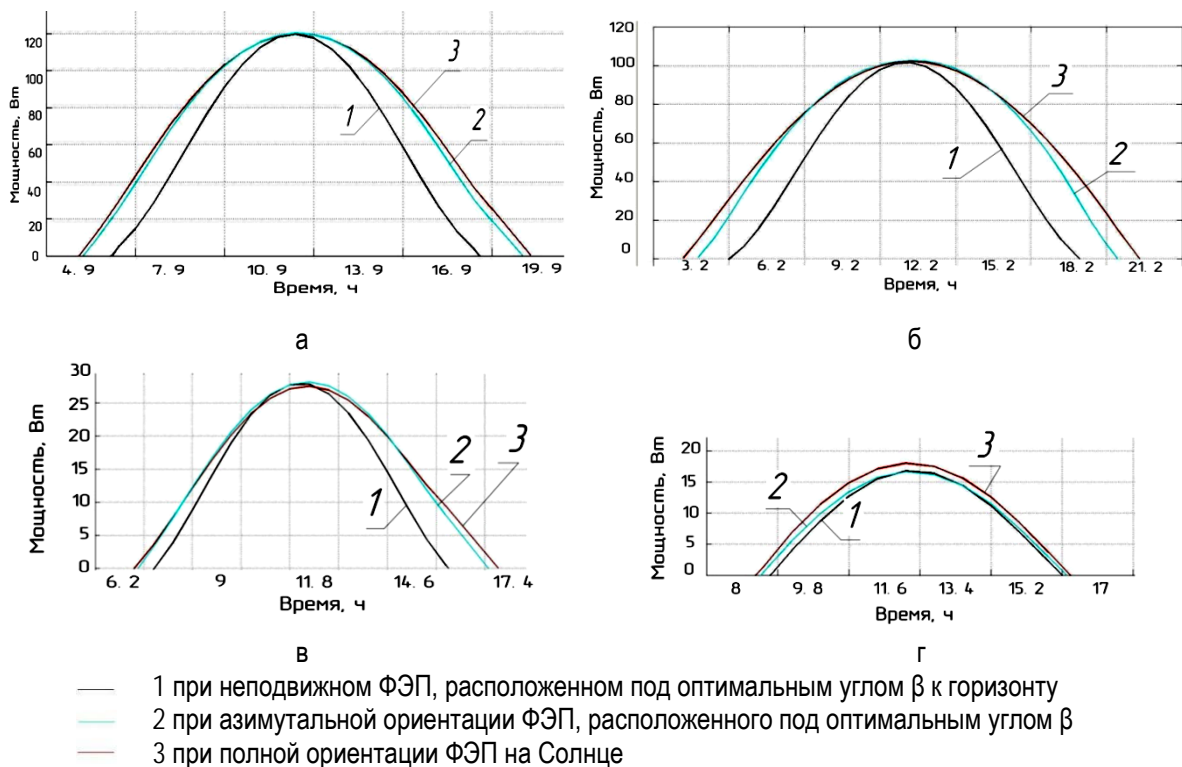 120
100
80
60
40
20
0
Мощность, Вт
3
1
2
4. 9 7. 9 10. 9 13. 9 16. 9 19. 9
Время, ч
а
120
100
80
60
40
20
0
Мощность, Вт
3
1
2
3. 2 6. 2 9. 2 12. 2 15. 2 18. 2 21. 2
Время, ч
б
30
25
20
15
10
5
0
Мощность, Вт
2
3
1
6. 2 9 11. 8 14. 6 17. 4
Время, ч
в
20
15
10
5
0
Мощность, Вт
3
2
1
8 9. 8 11. 6 13. 4 15. 2 17
Время, ч
г
1 при неподвижном ФЭП, расположенном под оптимальным углом β к горизонту
2 при азимутальной ориентации ФЭП, расположенного под оптимальным углом β
3 при полной ориентации ФЭП на Солнце